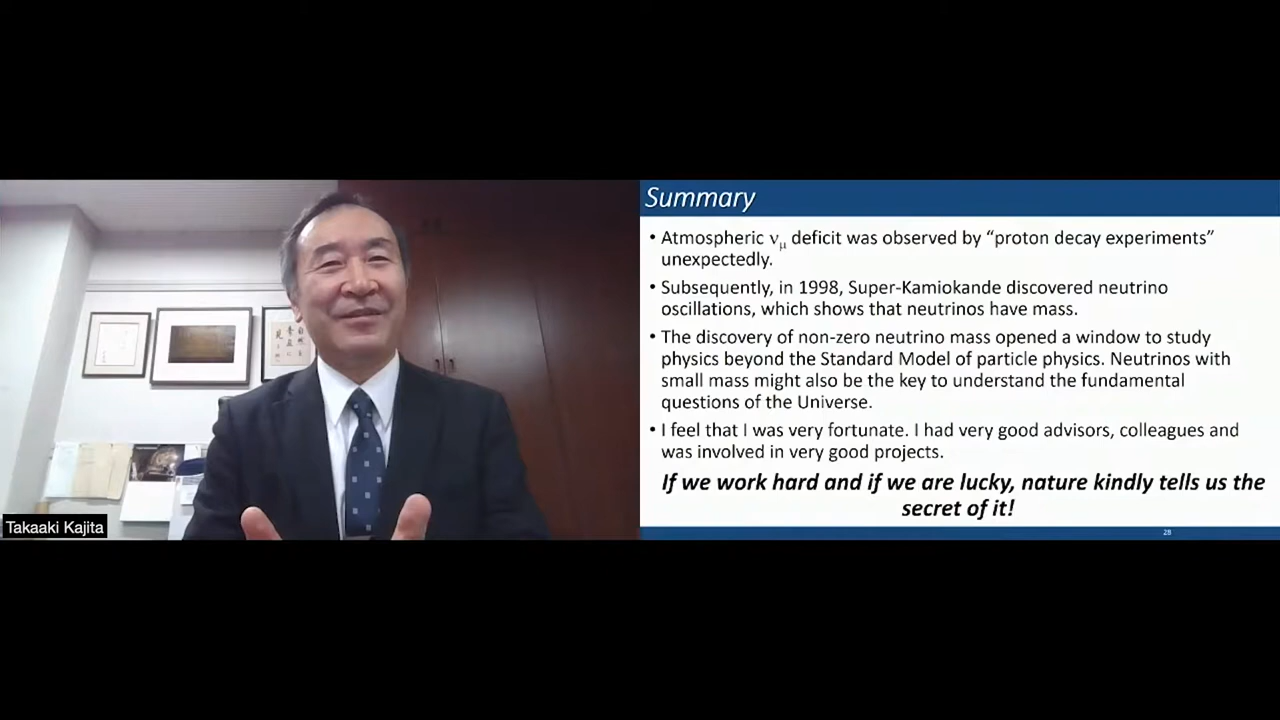 Takaaki Kajita
Summary
• Atmospheric νμ deficit was observed by “proton decay experiments”
unexpectedly.
• Subsequently, in 1998, Super-Kamiokande discovered neutrino
oscillations, which shows that neutrinos have mass.
• The discovery of non-zero neutrino mass opened a window to study
physics beyond the Standard Model of particle physics. Neutrinos with
small mass might also be the key to understand the fundamental
questions of the Universe.
• I feel that I was very fortunate. I had very good advisors, colleagues and
was involved in very good projects.
If we work hard and if we are lucky, nature kindly tells us the
secret of it!
28